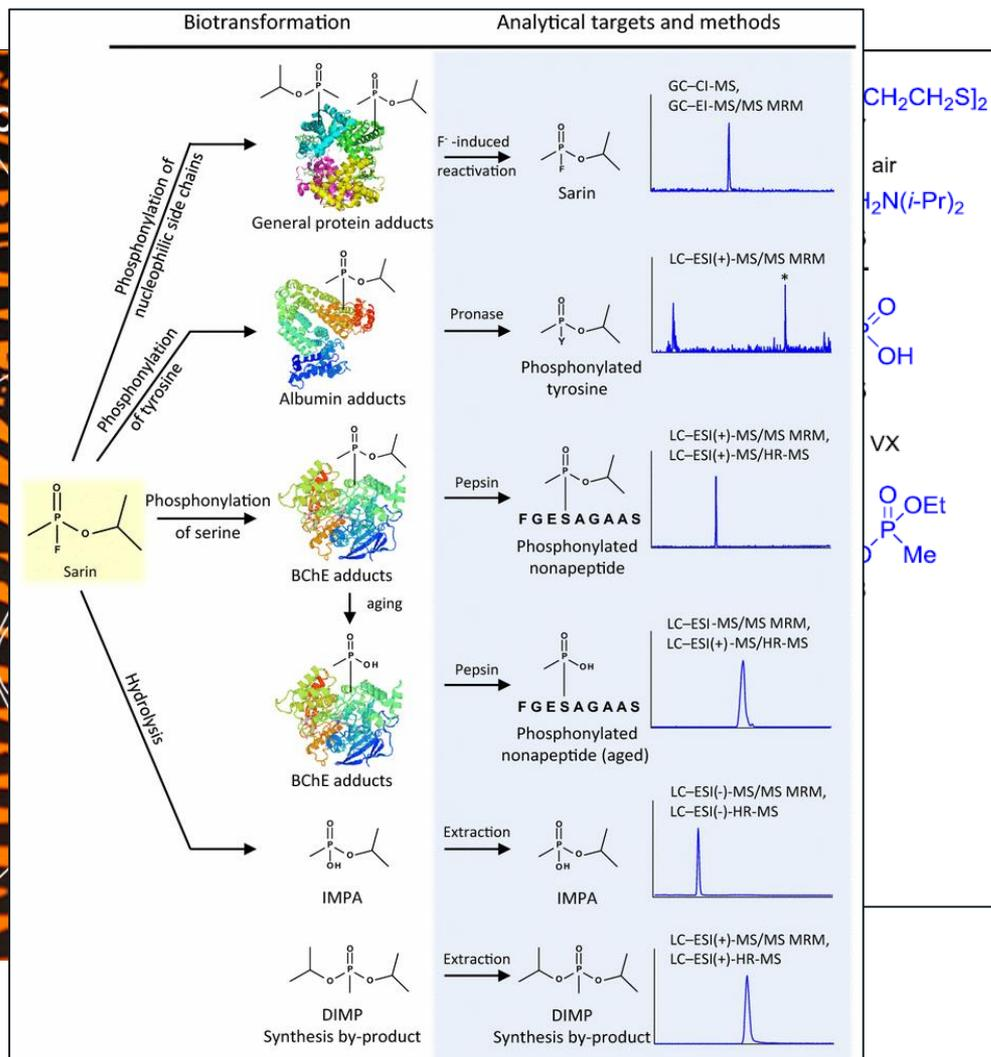 Biotransformation
Analytical targets and methods
Phosphonylation of
nucleophilic side chains
O
O
P
O
P
O
General protein adducts
F⁻-induced
reactivation
O
P
O
F
Sarin
GC–CI-MS,
GC–EI-MS/MS MRM
Phosphonylation
of tyrosine
O
P
O
Albumin adducts
Pronase
O
P
O
Y
Phosphonylated
tyrosine
LC–ESI(+)-MS/MS MRM
*
O
P
O
F
Sarin
Phosphonylation
of serine
O
P
O
BChE adducts
Pepsin
O
P
O
FGESAGAAS
Phosphonylated
nonapeptide
LC–ESI(+)-MS/MS MRM,
LC–ESI(+)-MS/HR-MS
aging
O
P
OH
BChE adducts
Pepsin
O
P
OH
FGESAGAAS
Phosphonylated
nonapeptide (aged)
LC–ESI-MS/MS MRM,
LC–ESI(+)-MS/HR-MS
Hydrolysis
O
P
O
OH
IMPA
Extraction
O
P
O
OH
IMPA
LC–ESI(-)-MS/MS MRM,
LC–ESI(-)-HR-MS
O
O
P
O
DIMP
Synthesis by-product
Extraction
O
O
P
O
DIMP
Synthesis by-product
LC–ESI(+)-MS/MS MRM,
LC–ESI(+)-HR-MS
CH₂CH₂S]₂
air
N(i-Pr)₂
O
OH
VX
O
OEt
P
Me